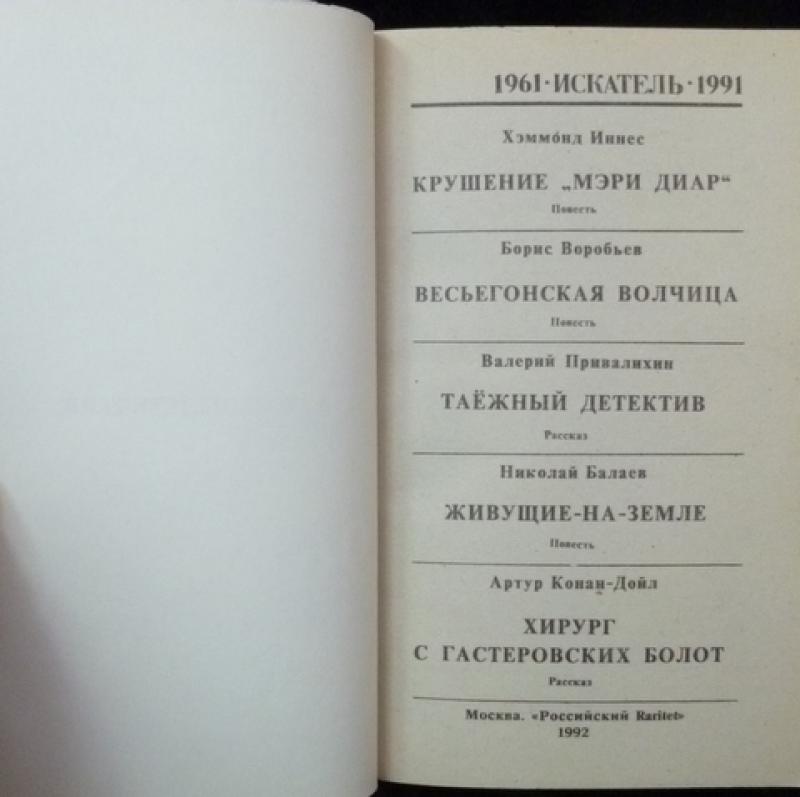 1961·ИСКАТЕЛЬ·1991
Хэммо́нд Иннес
КРУШЕНИЕ „МЭРИ ДИАР“
Повесть
Борис Воробьев
ВЕСЬЕГОНСКАЯ ВОЛЧИЦА
Повесть
Валерий Привалихин
ТАЁЖНЫЙ ДЕТЕКТИВ
Рассказ
Николай Балаев
ЖИВУЩИЕ-НА-ЗЕМЛЕ
Повесть
Артур Конан-Дойл
ХИРУРГ
С ГАСТЕРОВСКИХ БОЛОТ
Рассказ
Москва. «Российский Raritet»
1992